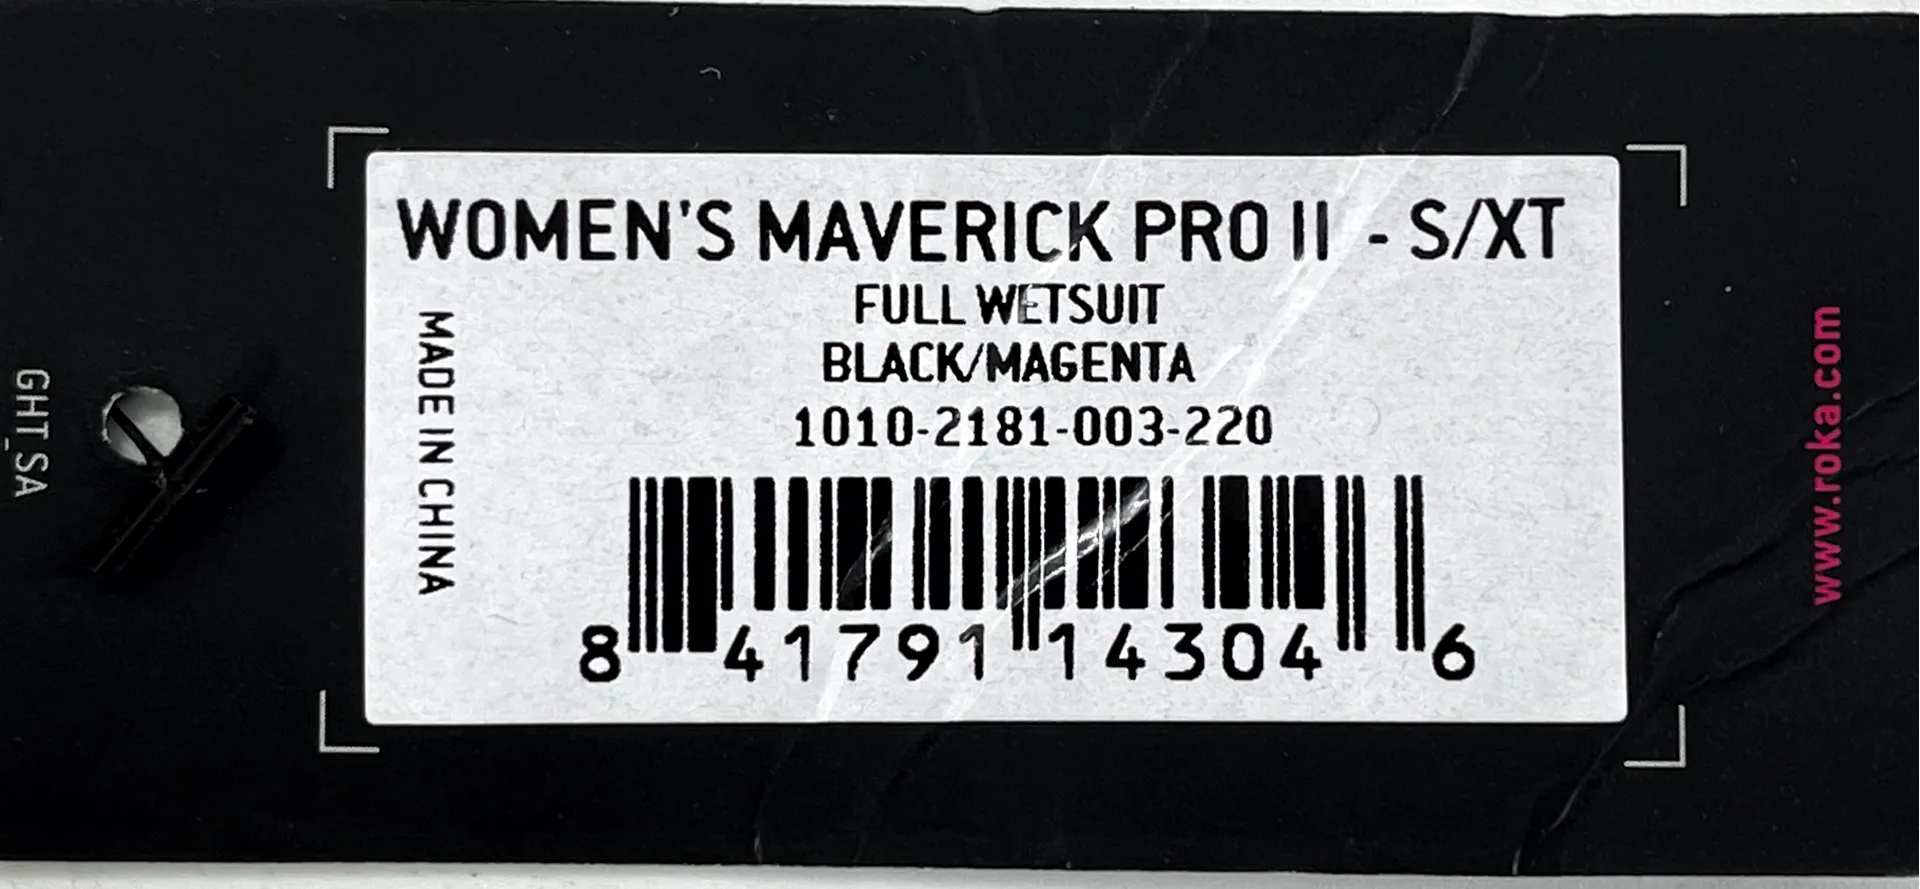 WOMEN'S MAVERICK PRO II - S/XT
FULL WETSUIT
BLACK/MAGENTA
1010-2181-003-220
MADE IN CHINA
8 41791 14304 6
GHT_SA
www.roka.com